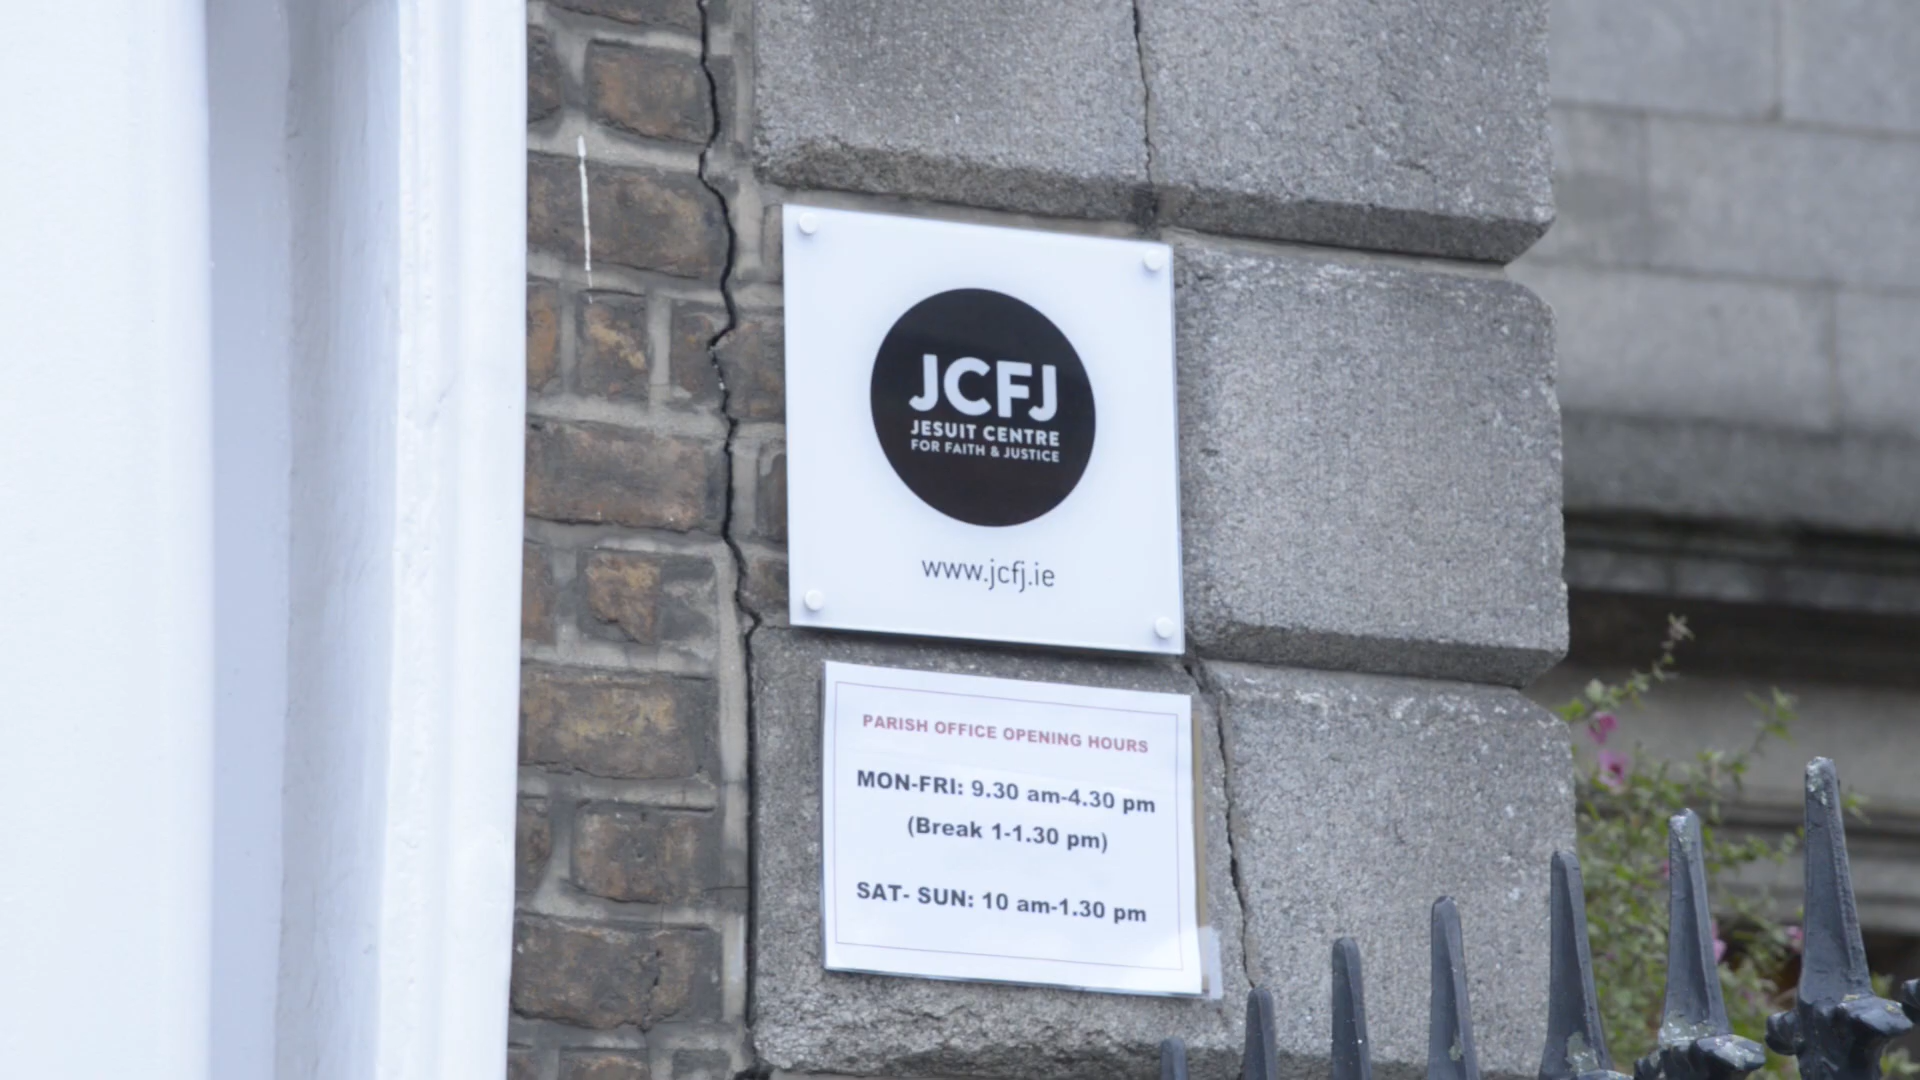 JCFJ
JESUIT CENTRE
FOR FAITH & JUSTICE
www.jcfj.ie
PARISH OFFICE OPENING HOURS
MON-FRI: 9.30 am-4.30 pm
(Break 1-1.30 pm)
SAT- SUN: 10 am-1.30 pm